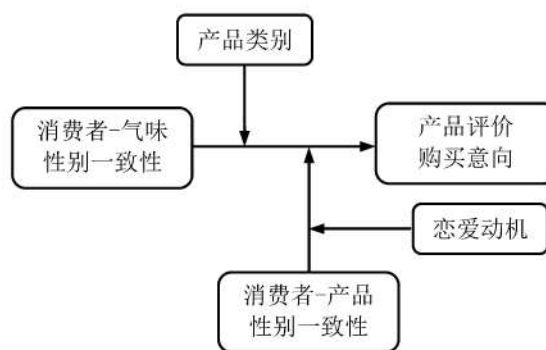 产品类别
消费者-气味
性别一致性
产品评价
购买意向
恋爱动机
消费者-产品
性别一致性